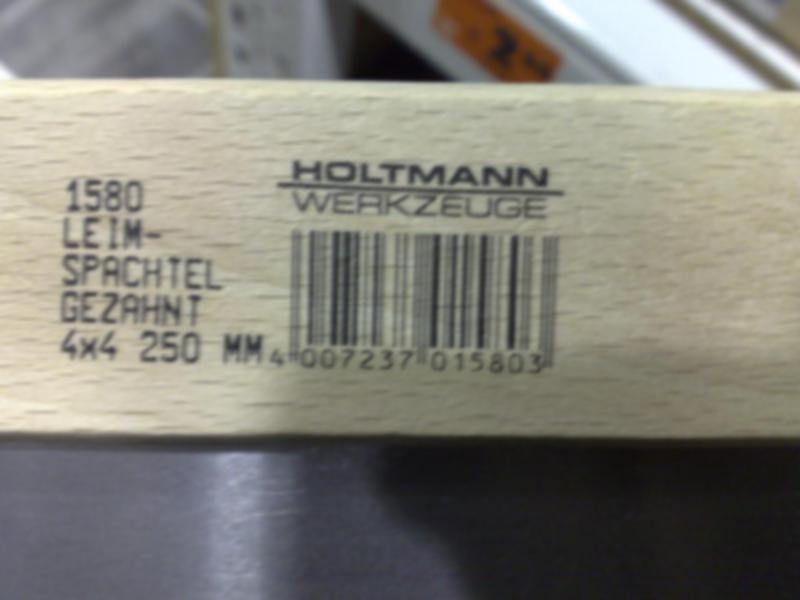 1580
LEIM-
SPACHTEL
GEZAHNT
4x4 250 MM
HOLTMANN
WERKZEUGE
4 007237 015803